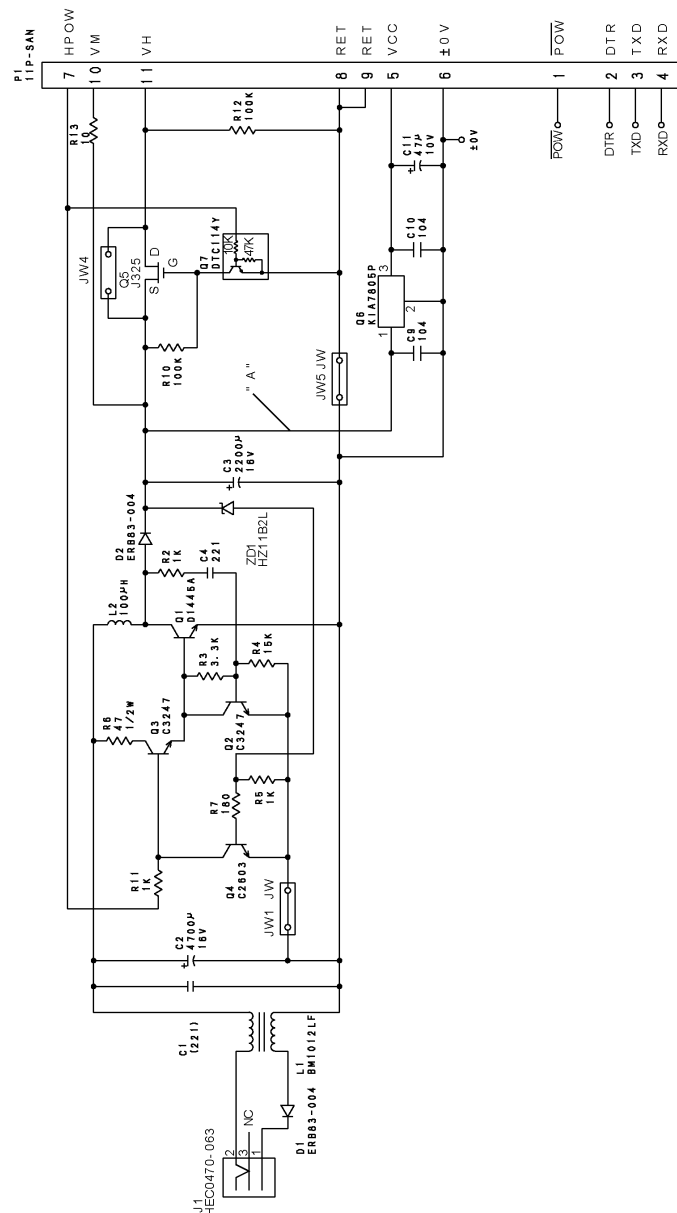 P1
11P-SAN
7 HPOW
10 VM
11 VH
8 RET
9 RET
5 VCC
6 ±0V
1 POW
2 DTR
3 TXD
4 RXD
POW
DTR
TXD
RXD
±0V
R13
10
R12
100K
C11
47µ
10V
+
JW4
Q5
J325
S
D
G
Q7
DTC114Y
10K
47K
C10
104
Q6
KIA7805P
1
2
3
C9
104
R10
100K
JW5 JW
"A"
C3
2200µ
16V
+
D2
ERB83-004
ZD1
HZ11B2L
R2
1K
C4
221
L2
100µH
Q1
D1445A
R3
3.3K
R4
15K
R6
47
1/2W
Q3
C3247
Q2
C3247
R7
180
R5
1K
R11
1K
Q4
C2603
JW1 JW
C2
4700µ
16V
+
C1
(221)
L1
BM1012LF
D1
ERB83-004
J1
HEC0470-063
2
3
1
NC